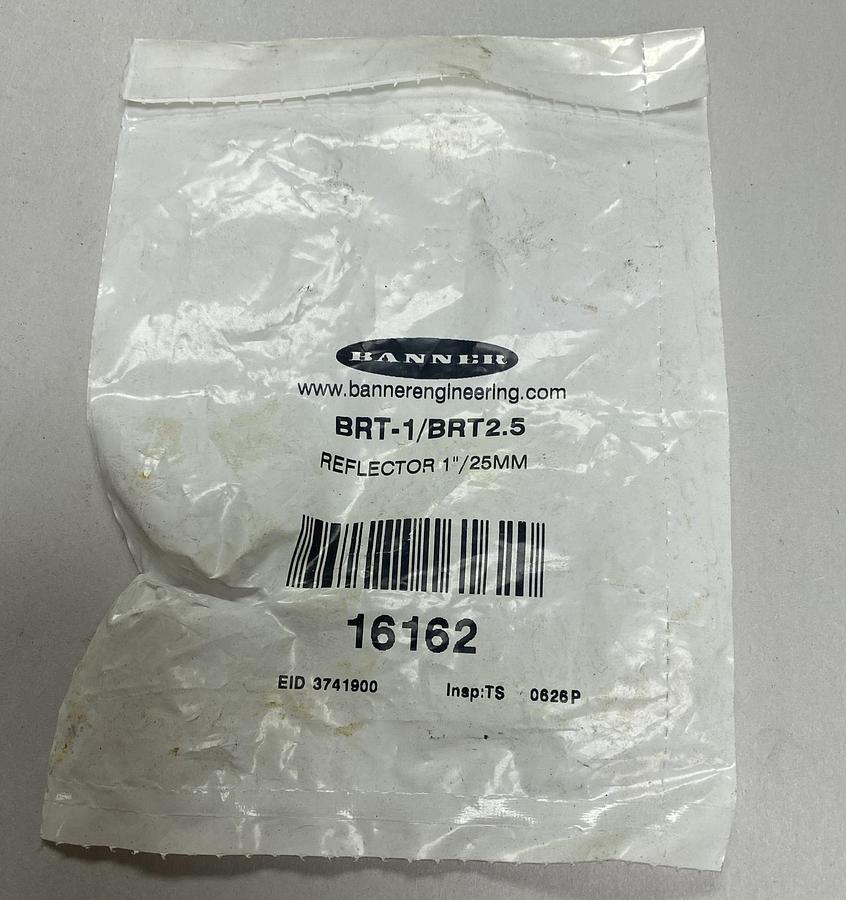 BANNER
www.bannerengineering.com
BRT-1/BRT2.5
REFLECTOR 1"/25MM
16162
EID 3741900 Insp:TS 0626P